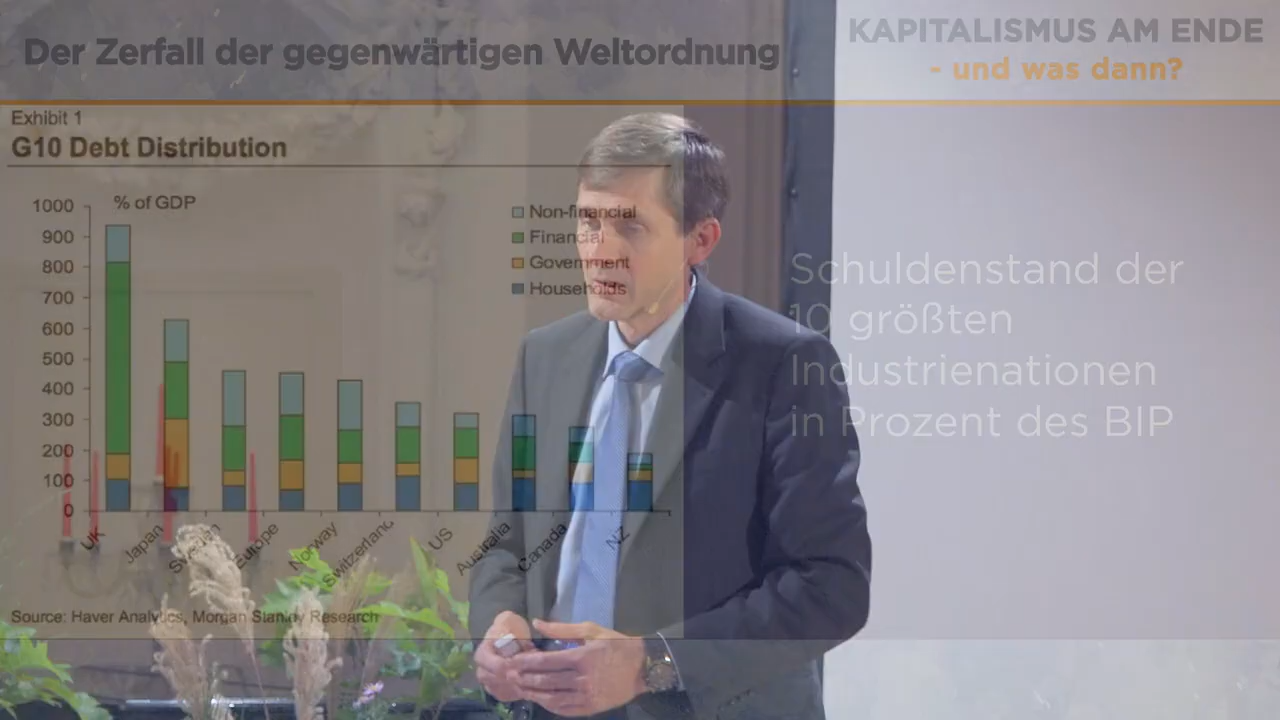 Der Zerfall der gegenwärtigen Weltordnung
KAPITALISMUS AM ENDE
- und was dann?
Exhibit 1
G10 Debt Distribution
% of GDP
1000
900
800
700
600
500
400
300
200
100
0
Non-financial
Financial
Government
Households
UK
Japan
Sweden
Europe
Norway
Switzerland
US
Australia
Canada
NZ
Source: Haver Analytics, Morgan Stanley Research
Schuldenstand der
10 größten
Industrienationen
in Prozent des BIP